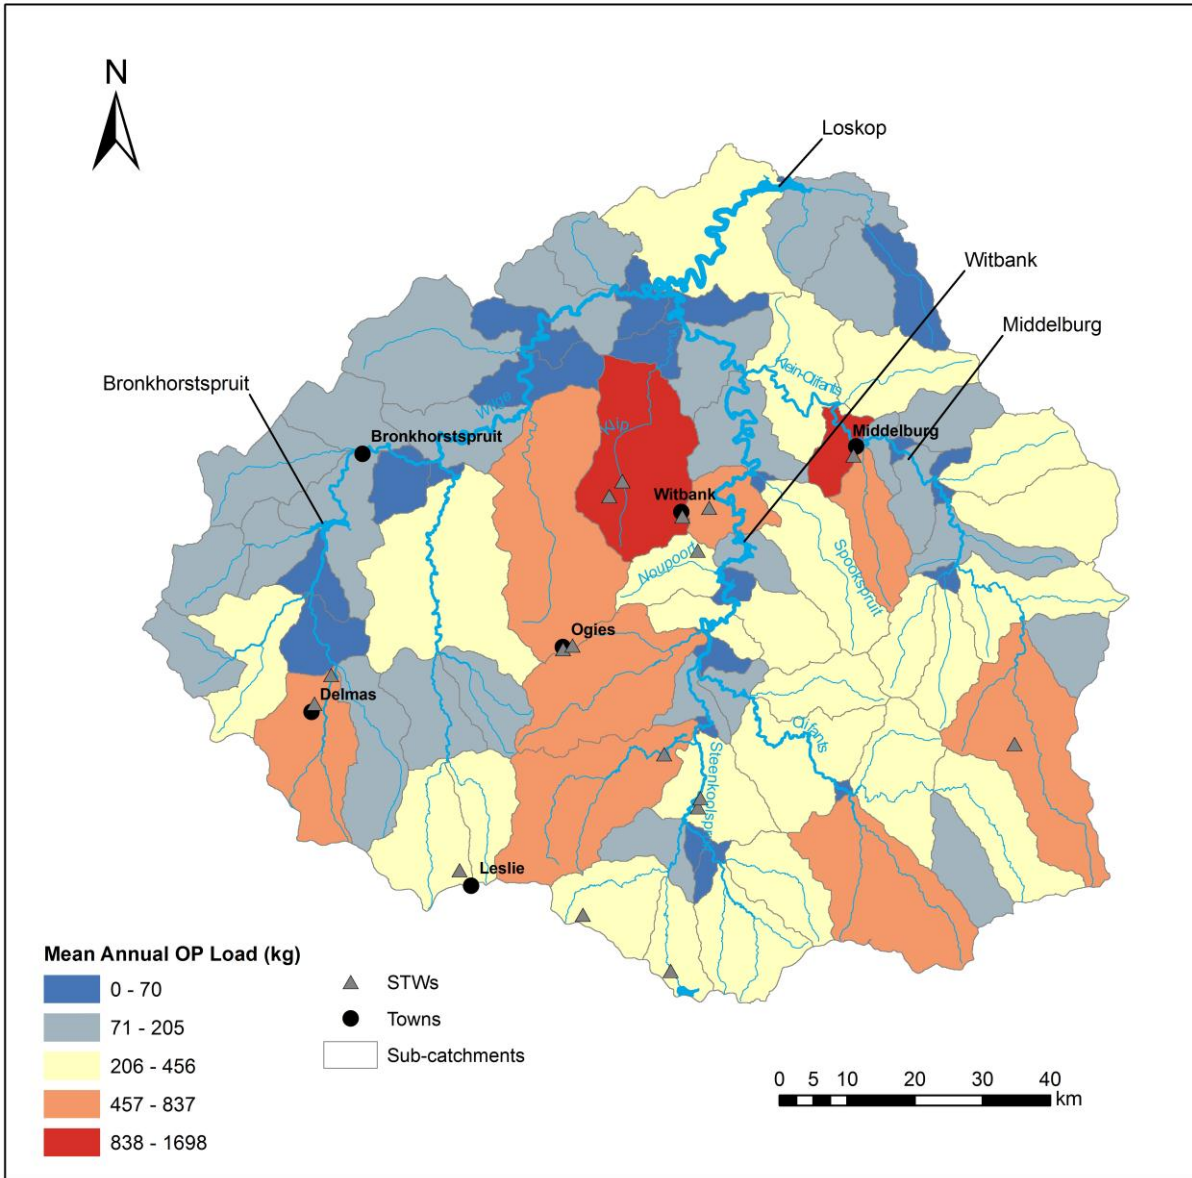 N
Loskop
Witbank
Middelburg
Bronkhorstspruit
Klein-Olifants
Wilge
Bronkhorstspruit
Klip
Middelburg
Witbank
Noupoort
Spookspruit
Ogies
Delmas
Olifants
Steenkoolspruit
Leslie
Mean Annual OP Load (kg)
0 - 70
71 - 205
206 - 456
457 - 837
838 - 1698
STWs
Towns
Sub-catchments
0 5 10 20 30 40
km